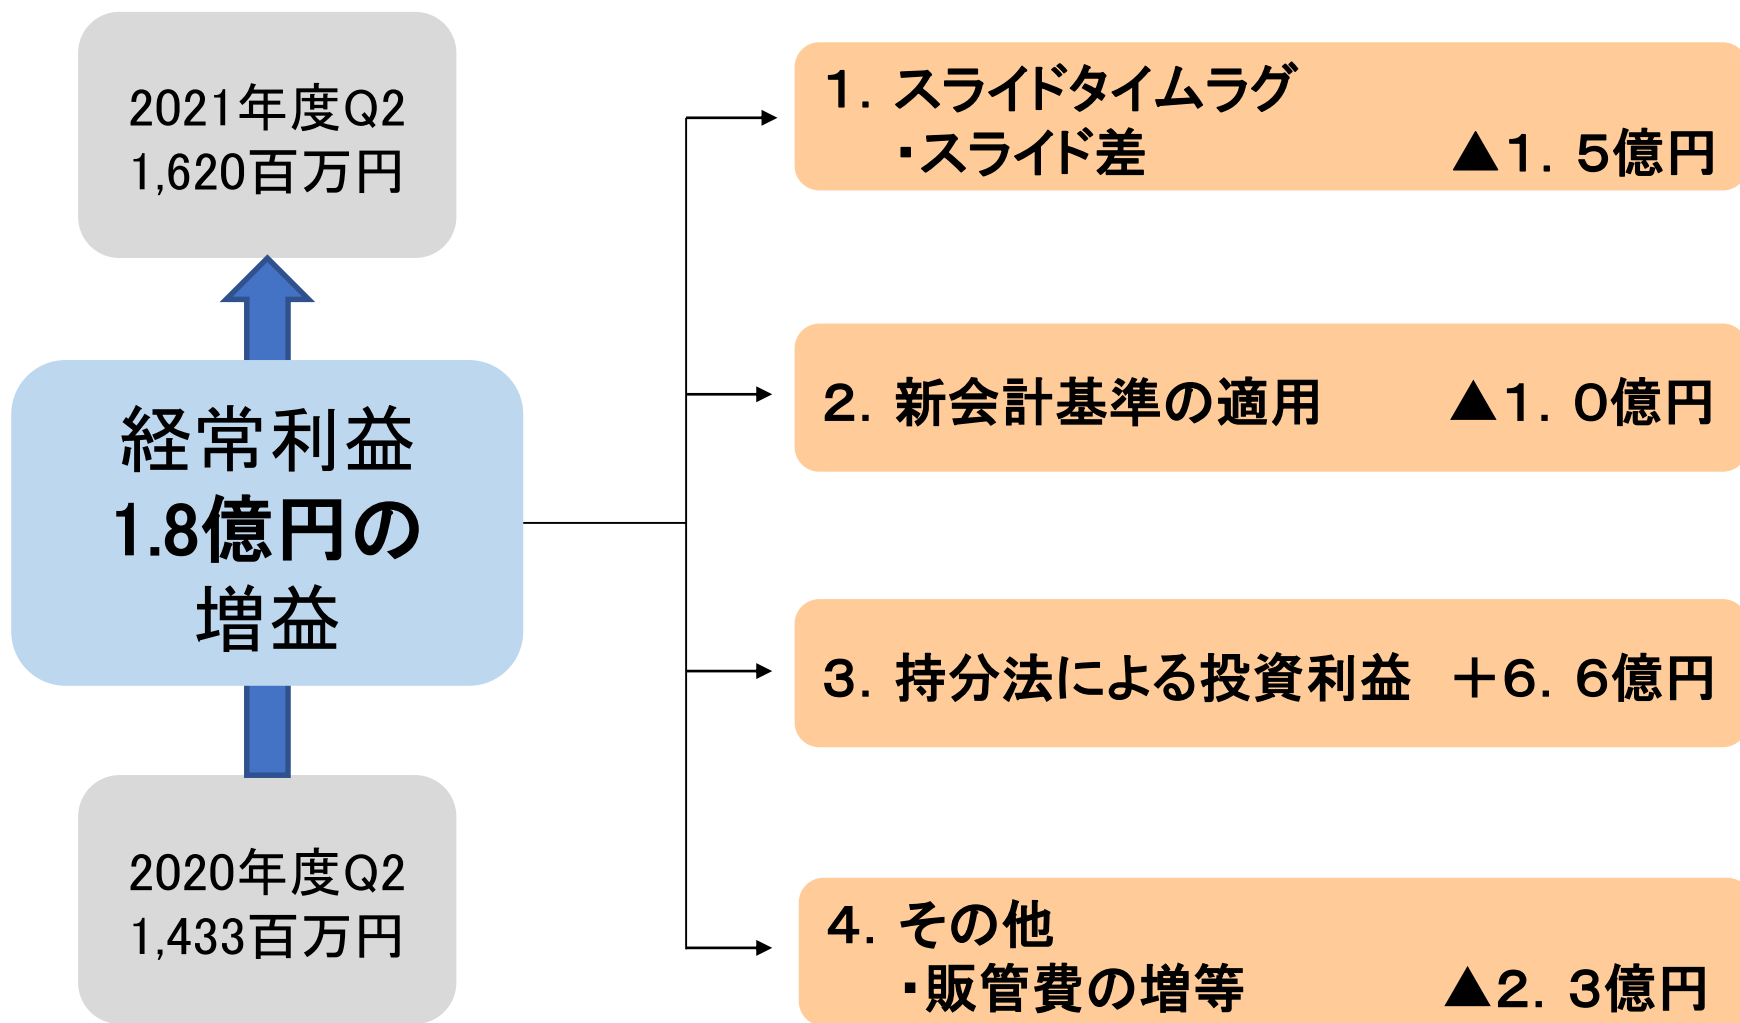 2021年度Q2
1,620百万円
経常利益
1.8億円の
増益
2020年度Q2
1,433百万円
１．スライドタイムラグ
・スライド差　▲１．５億円
２．新会計基準の適用　▲１．０億円
３．持分法による投資利益　＋６．６億円
４．その他
・販管費の増等　▲２．３億円